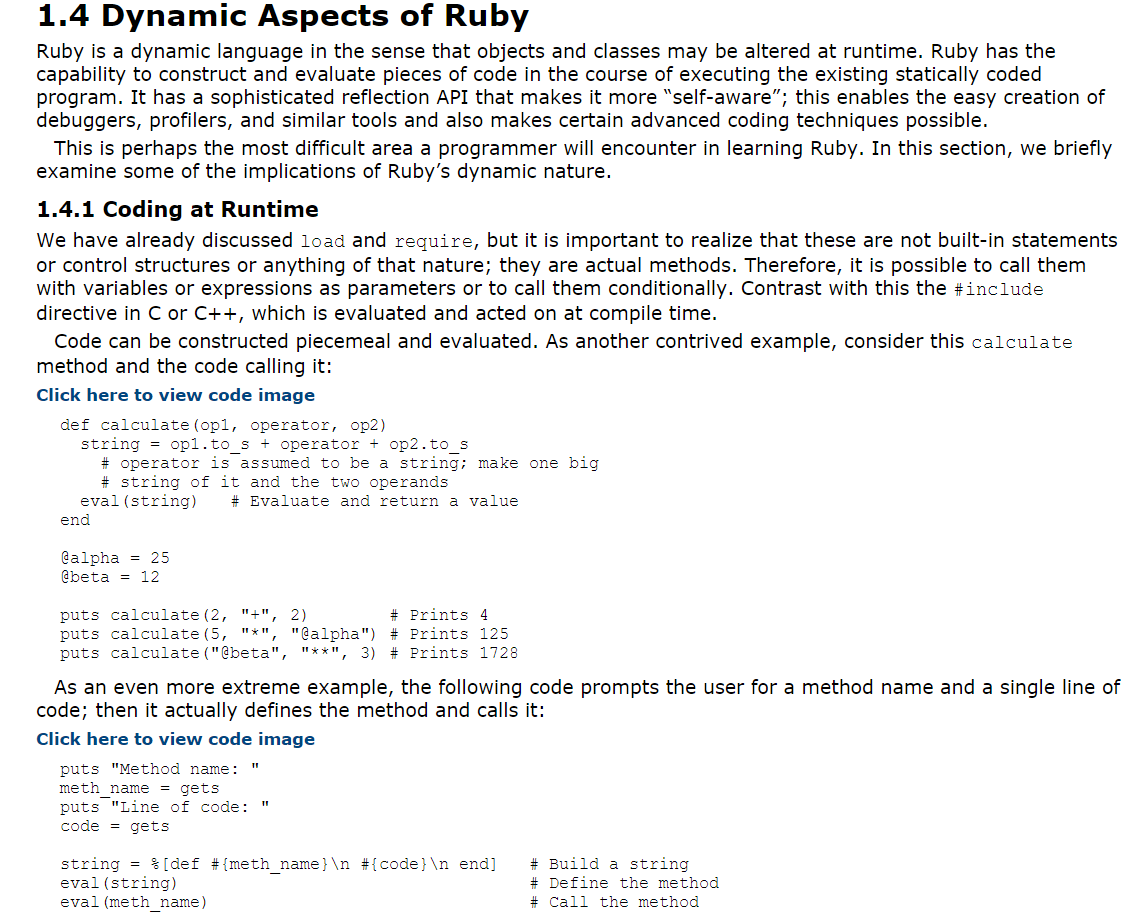 1.4 Dynamic Aspects of Ruby
Ruby is a dynamic language in the sense that objects and classes may be altered at runtime. Ruby has the
capability to construct and evaluate pieces of code in the course of executing the existing statically coded
program. It has a sophisticated reflection API that makes it more “self-aware”; this enables the easy creation of
debuggers, profilers, and similar tools and also makes certain advanced coding techniques possible.
This is perhaps the most difficult area a programmer will encounter in learning Ruby. In this section, we briefly
examine some of the implications of Ruby’s dynamic nature.
1.4.1 Coding at Runtime
We have already discussed load and require, but it is important to realize that these are not built-in statements
or control structures or anything of that nature; they are actual methods. Therefore, it is possible to call them
with variables or expressions as parameters or to call them conditionally. Contrast with this the #include
directive in C or C++, which is evaluated and acted on at compile time.
Code can be constructed piecemeal and evaluated. As another contrived example, consider this calculate
method and the code calling it:
Click here to view code image
def calculate(op1, operator, op2)
  string = op1.to_s + operator + op2.to_s
    # operator is assumed to be a string; make one big
    # string of it and the two operands
  eval(string)   # Evaluate and return a value
end
@alpha = 25
@beta = 12
puts calculate(2, "+", 2)        # Prints 4
puts calculate(5, "*", "@alpha") # Prints 125
puts calculate("@beta", "**", 3) # Prints 1728
As an even more extreme example, the following code prompts the user for a method name and a single line of
code; then it actually defines the method and calls it:
Click here to view code image
puts "Method name: "
meth_name = gets
puts "Line of code: "
code = gets
string = %[def #{meth_name}\n #{code}\n end]   # Build a string
eval(string)                                   # Define the method
eval(meth_name)                                # Call the method